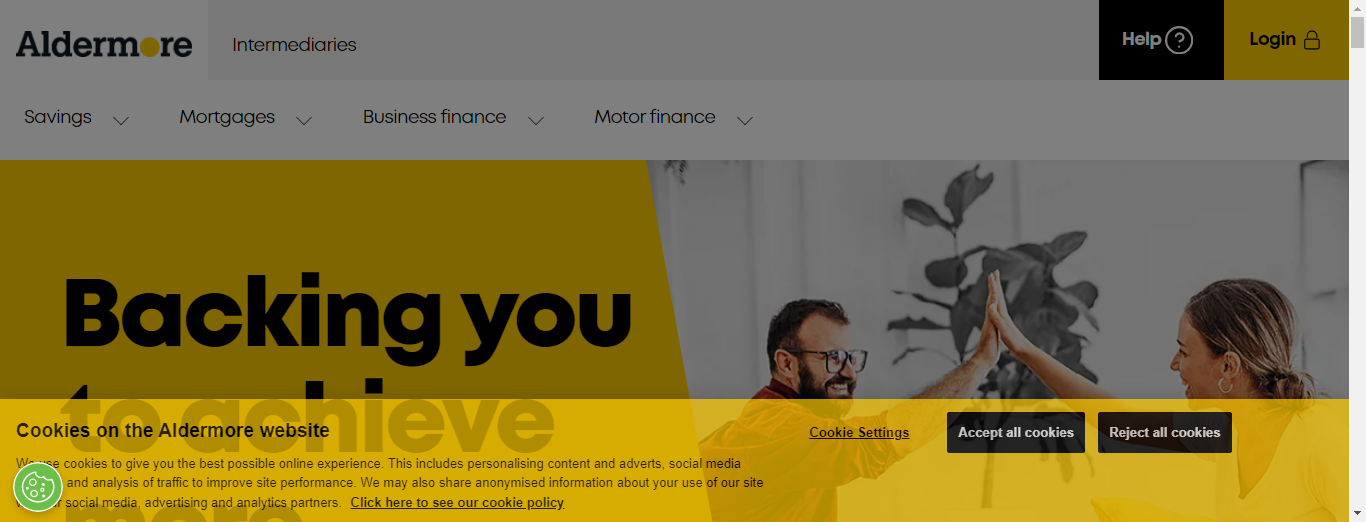 Aldermore
Intermediaries
Help ?
Login
Savings
Mortgages
Business finance
Motor finance
Backing you
to achieve
more
Cookies on the Aldermore website
We use cookies to give you the best possible online experience. This includes personalising content and adverts, social media
and analysis of traffic to improve site performance. We may also share anonymised information about your use of our site
social media, advertising and analytics partners. Click here to see our cookie policy
Cookie Settings
Accept all cookies
Reject all cookies